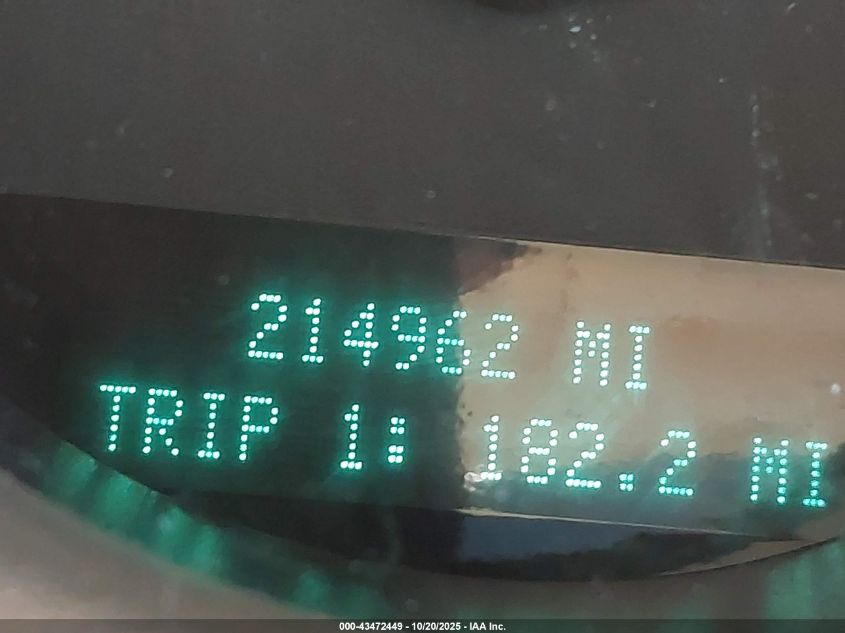 214962 MI
TRIP 1: 182.2 MI
000-43472449 - 10/20/2025 - IAA Inc.